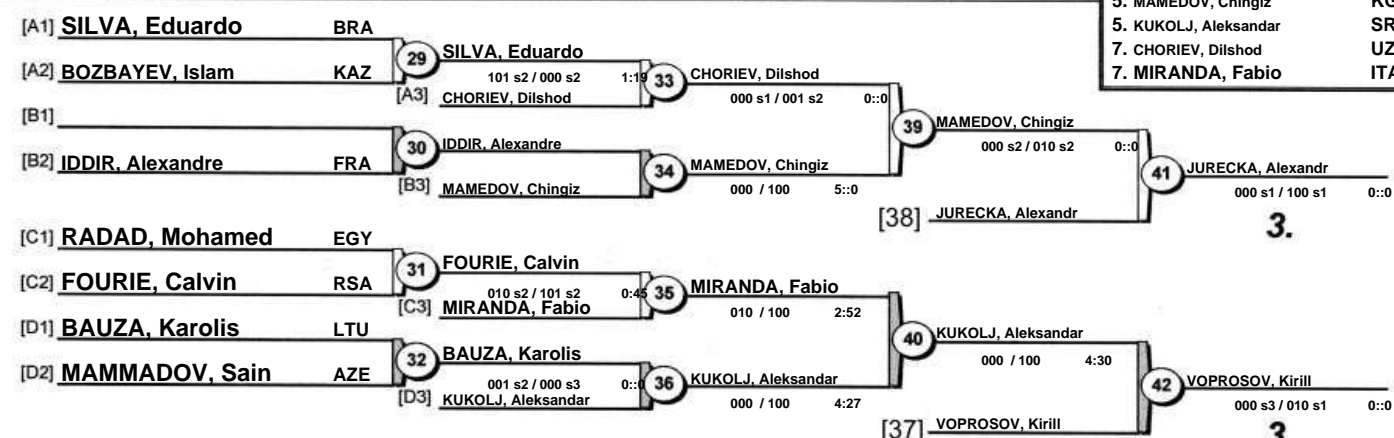 5. MAMEDOV, Chingiz KG
5. KUKOLJ, Aleksandar SR
7. CHORIEV, Dilshod UZ
7. MIRANDA, Fabio ITA
[A1] SILVA, Eduardo BRA
[A2] BOZBAYEV, Islam KAZ
29
SILVA, Eduardo
101 s2 / 000 s2 1:19
[A3] CHORIEV, Dilshod
33
CHORIEV, Dilshod
000 s1 / 001 s2 0::0
[B1]
[B2] IDDIR, Alexandre FRA
30
IDDIR, Alexandre
[B3] MAMEDOV, Chingiz
34
MAMEDOV, Chingiz
000 / 100 5::0
39
MAMEDOV, Chingiz
000 s2 / 010 s2 0::0
[38] JURECKA, Alexandr
41
JURECKA, Alexandr
000 s1 / 100 s1 0::0
3.
[C1] RADAD, Mohamed EGY
[C2] FOURIE, Calvin RSA
31
FOURIE, Calvin
010 s2 / 101 s2 0:45
[C3] MIRANDA, Fabio
35
MIRANDA, Fabio
010 / 100 2:52
[D1] BAUZA, Karolis LTU
[D2] MAMMADOV, Sain AZE
32
BAUZA, Karolis
001 s2 / 000 s3 0::0
[D3] KUKOLJ, Aleksandar
36
KUKOLJ, Aleksandar
000 / 100 4:27
40
KUKOLJ, Aleksandar
000 / 100 4:30
[37] VOPROSOV, Kirill
42
VOPROSOV, Kirill
000 s3 / 010 s1 0::0
3